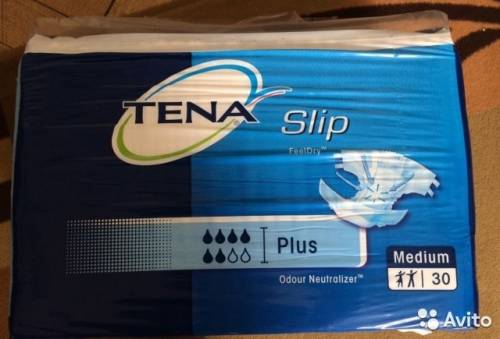 TENA
Slip
FeelDry™
Plus
Odour Neutralizer™
Medium
30
Avito